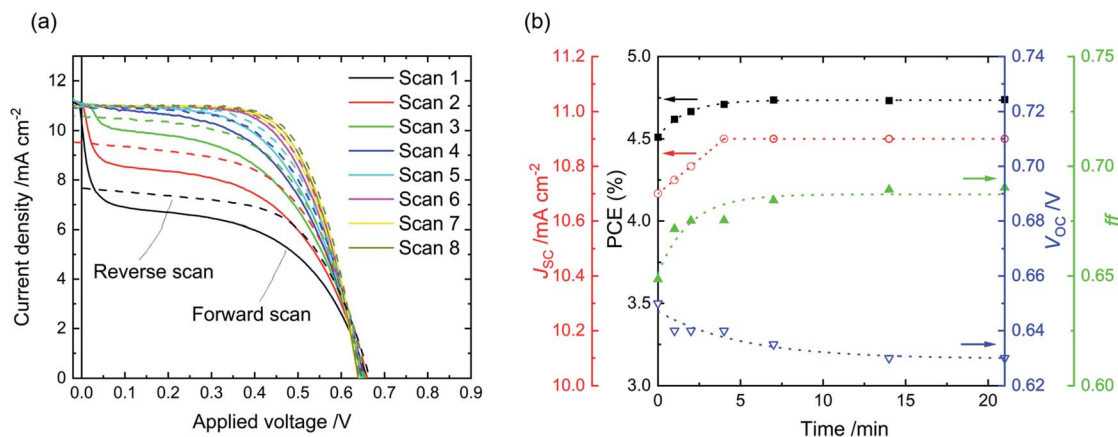 (a)
12
10
8
6
4
2
0
Current density /mA cm⁻²
0.0 0.1 0.2 0.3 0.4 0.5 0.6 0.7 0.8 0.9
Applied voltage /V
Scan 1
Scan 2
Scan 3
Scan 4
Scan 5
Scan 6
Scan 7
Scan 8
Reverse scan
Forward scan
(b)
11.2
11.0
10.8
10.6
10.4
10.2
10.0
J_SC /mA cm⁻²
5.0
4.5
4.0
3.5
3.0
PCE (%)
0 5 10 15 20
Time /min
0.74
0.72
0.70
0.68
0.66
0.64
0.62
V_OC /V
0.75
0.70
0.65
0.60
ff